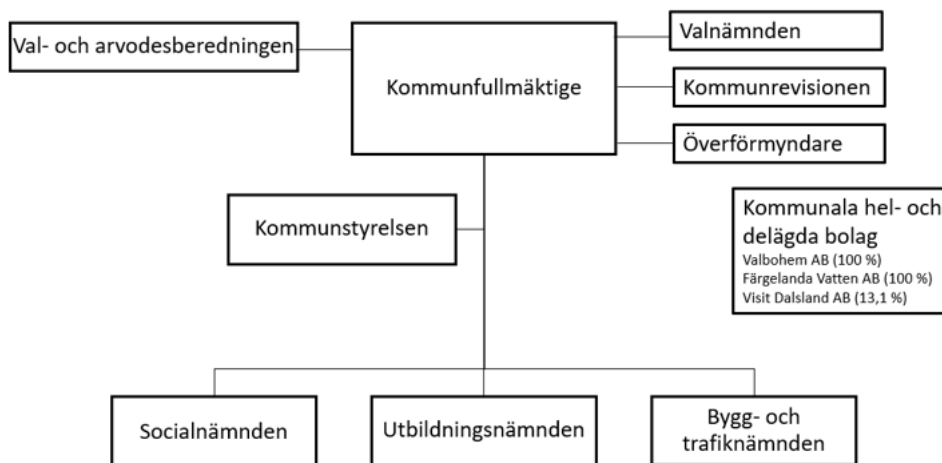 Val- och arvodesberedningen
Kommunfullmäktige
Valnämnden
Kommunrevisionen
Överförmyndare
Kommunstyrelsen
Kommunala hel- och
delägda bolag
Valbohem AB (100 %)
Färgelanda Vatten AB (100 %)
Visit Dalsland AB (13,1 %)
Socialnämnden
Utbildningsnämnden
Bygg- och
trafiknämnden